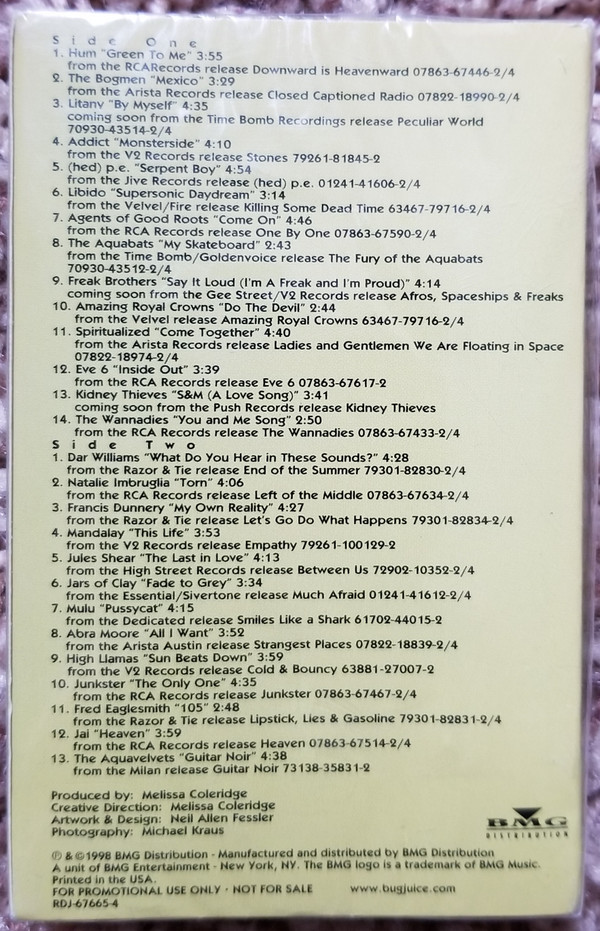 Side One
1. Hum "Green To Me" 3:55
from the RCARecords release Downward is Heavenward 07863-67446-2/4
2. The Bogmen "Mexico" 3:29
from the Arista Records release Closed Captioned Radio 07822-18990-2/4
3. Litany "By Myself" 4:35
coming soon from the Time Bomb Recordings release Peculiar World
70930-43514-2/4
4. Addict "Monsterside" 4:10
from the V2 Records release Stones 79261-81845-2
5. (hed) p.e. "Serpent Boy" 4:54
from the Jive Records release (hed) p.e. 01241-41606-2/4
6. Libido "Supersonic Daydream" 3:14
from the Velvel/Fire release Killing Some Dead Time 63467-79716-2/4
7. Agents of Good Roots "Come On" 4:46
from the RCA Records release One By One 07863-67590-2/4
8. The Aquabats "My Skateboard" 2:43
from the Time Bomb/Goldenvoice release The Fury of the Aquabats
70930-43512-2/4
9. Freak Brothers "Say It Loud (I'm A Freak and I'm Proud)" 4:14
coming soon from the Gee Street/V2 Records release Afros, Spaceships & Freaks
10. Amazing Royal Crowns "Do The Devil" 2:44
from the Velvel release Amazing Royal Crowns 63467-79716-2/4
11. Spiritualized "Come Together" 4:40
from the Arista Records release Ladies and Gentlemen We Are Floating in Space
07822-18974-2/4
12. Eve 6 "Inside Out" 3:39
from the RCA Records release Eve 6 07863-67617-2
13. Kidney Thieves "S&M (A Love Song)" 3:41
coming soon from the Push Records release Kidney Thieves
14. The Wannadies "You and Me Song" 2:50
from the RCA Records release The Wannadies 07863-67433-2/4
Side Two
1. Dar Williams "What Do You Hear in These Sounds?" 4:28
from the Razor & Tie release End of the Summer 79301-82830-2/4
2. Natalie Imbruglia "Torn" 4:06
from the RCA Records release Left of the Middle 07863-67634-2/4
3. Francis Dunnery "My Own Reality" 4:27
from the Razor & Tie release Let's Go Do What Happens 79301-82834-2/4
4. Mandalay "This Life" 3:53
from the V2 Records release Empathy 79261-100129-2
5. Jules Shear "The Last in Love" 4:13
from the High Street Records release Between Us 72902-10352-2/4
6. Jars of Clay "Fade to Grey" 3:34
from the Essential/Sivertone release Much Afraid 01241-41612-2/4
7. Mulu "Pussycat" 4:15
from the Dedicated release Smiles Like a Shark 61702-44015-2
8. Abra Moore "All I Want" 3:52
from the Arista Austin release Strangest Places 07822-18839-2/4
9. High Llamas "Sun Beats Down" 3:59
from the V2 Records release Cold & Bouncy 63881-27007-2
10. Junkster "The Only One" 4:35
from the RCA Records release Junkster 07863-67467-2/4
11. Fred Eaglesmith "105" 2:48
from the Razor & Tie release Lipstick, Lies & Gasoline 79301-82831-2/4
12. Jai "Heaven" 3:59
from the RCA Records release Heaven 07863-67514-2/4
13. The Aquavelvets "Guitar Noir" 4:38
from the Milan release Guitar Noir 73138-35831-2
Produced by: Melissa Coleridge
Creative Direction: Melissa Coleridge
Artwork & Design: Neil Allen Fessler
Photography: Michael Kraus
BMG
DISTRIBUTION
℗ & ©1998 BMG Distribution · Manufactured and distributed by BMG Distribution
A unit of BMG Entertainment · New York, NY. The BMG logo is a trademark of BMG Music.
Printed in the USA.
FOR PROMOTIONAL USE ONLY · NOT FOR SALE www.bugjuice.com
RDJ-67665-4